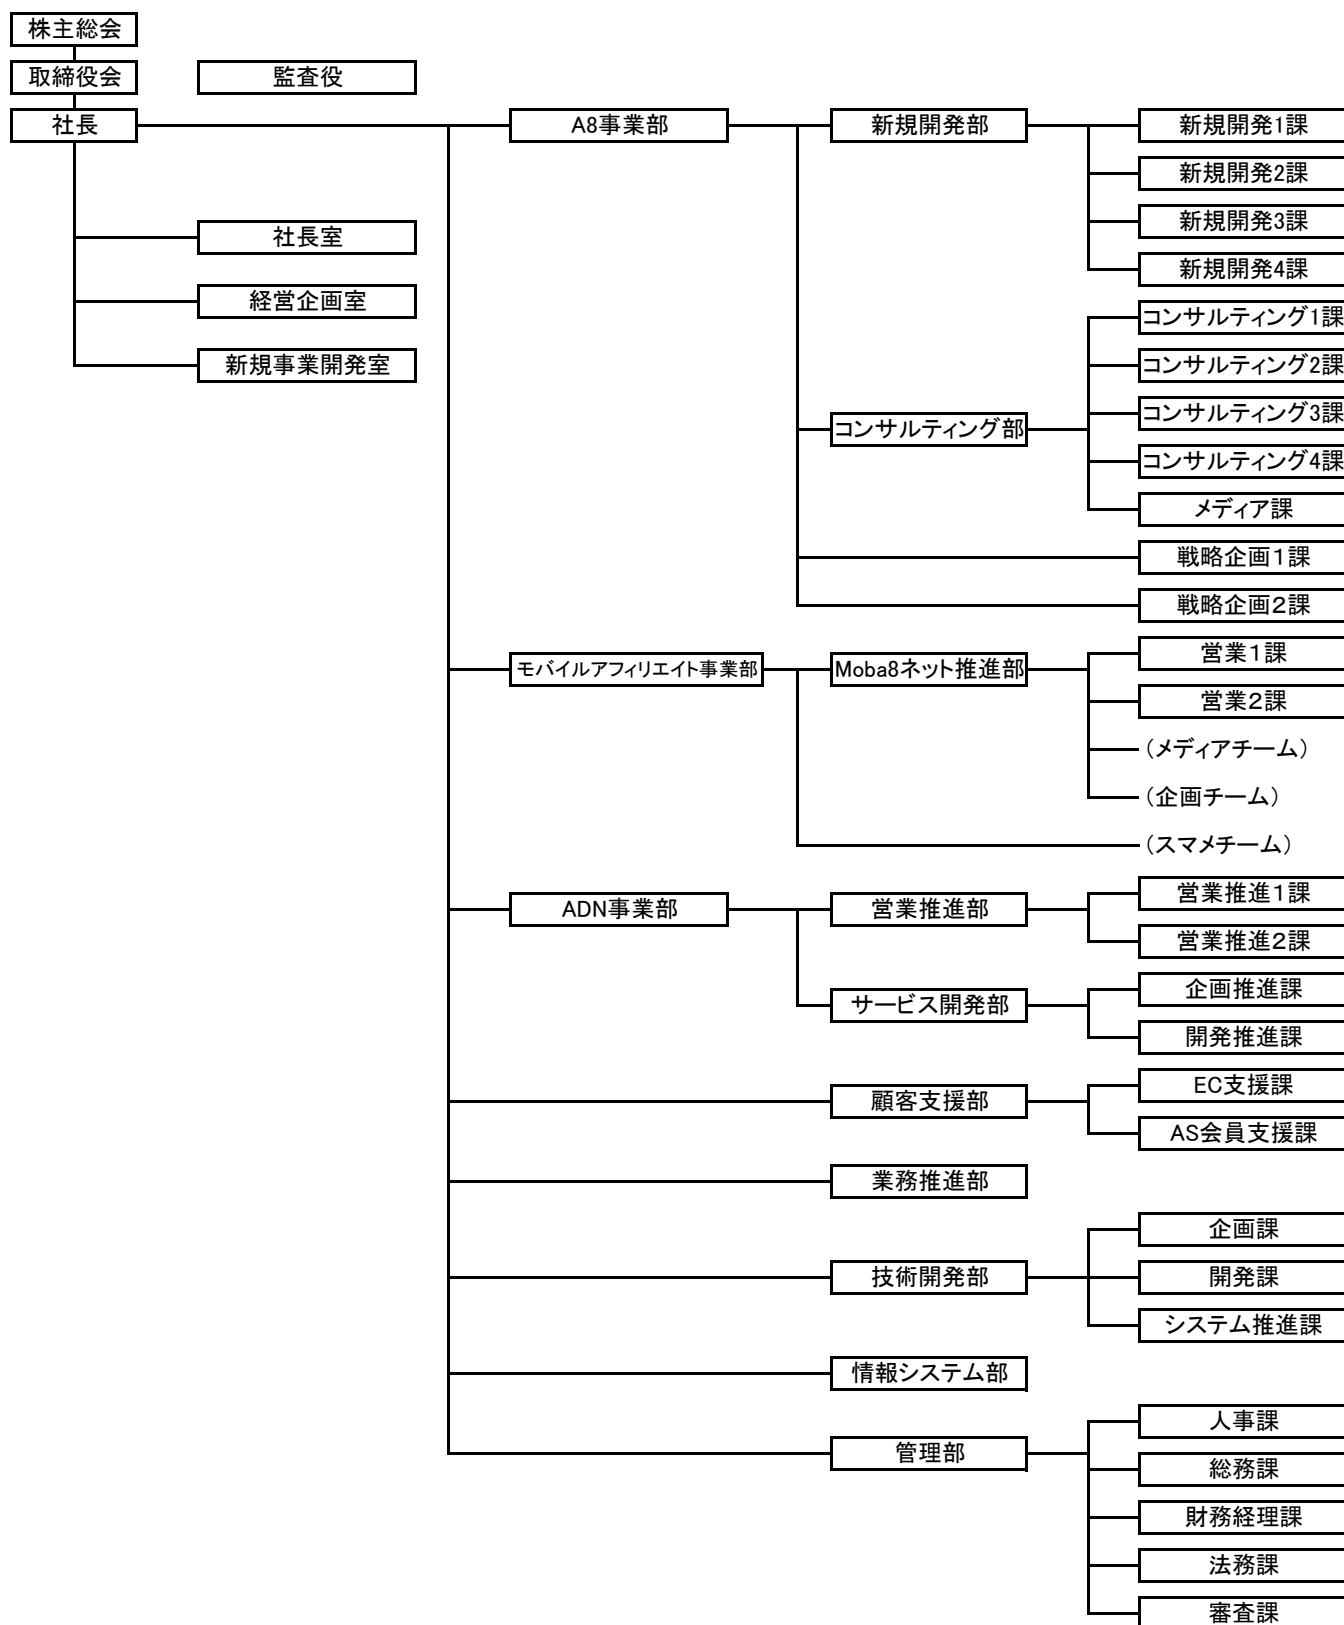 株主総会
取締役会
監査役
社長
A8事業部
新規開発部
新規開発1課
新規開発2課
新規開発3課
新規開発4課
社長室
経営企画室
新規事業開発室
コンサルティング部
コンサルティング1課
コンサルティング2課
コンサルティング3課
コンサルティング4課
メディア課
戦略企画１課
戦略企画２課
モバイルアフィリエイト事業部
Moba8ネット推進部
営業１課
営業２課
（メディアチーム）
（企画チーム）
（スマメチーム）
ADN事業部
営業推進部
営業推進１課
営業推進２課
サービス開発部
企画推進課
開発推進課
顧客支援部
EC支援課
AS会員支援課
業務推進部
技術開発部
企画課
開発課
システム推進課
情報システム部
管理部
人事課
総務課
財務経理課
法務課
審査課